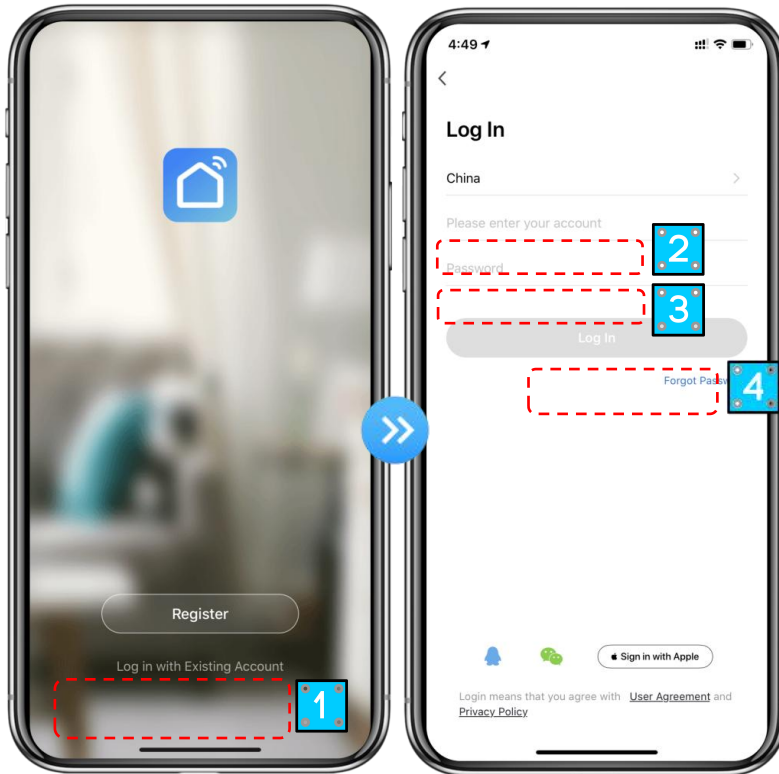 Register
Log in with Existing Account
1
4:49
Log In
China
Please enter your account
2
Password
3
Log In
Forgot Passw
4
Sign in with Apple
Login means that you agree with User Agreement and
Privacy Policy